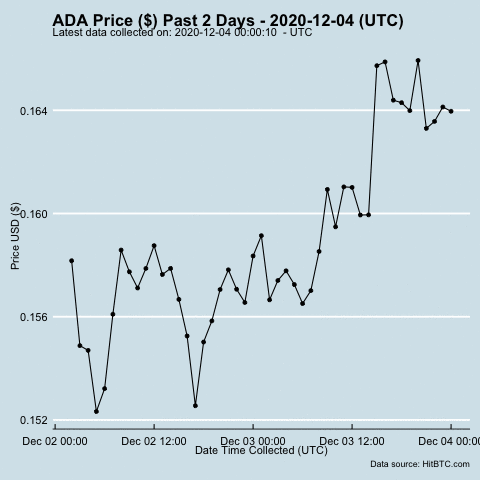 ADA Price ($) Past 2 Days - 2020-12-04 (UTC)
Latest data collected on: 2020-12-04 00:00:10  - UTC
0.164
0.160
0.156
0.152
Price USD ($)
Dec 02 00:00 Dec 02 12:00 Dec 03 00:00 Dec 03 12:00 Dec 04 00:00
Date Time Collected (UTC)
Data source: HitBTC.com